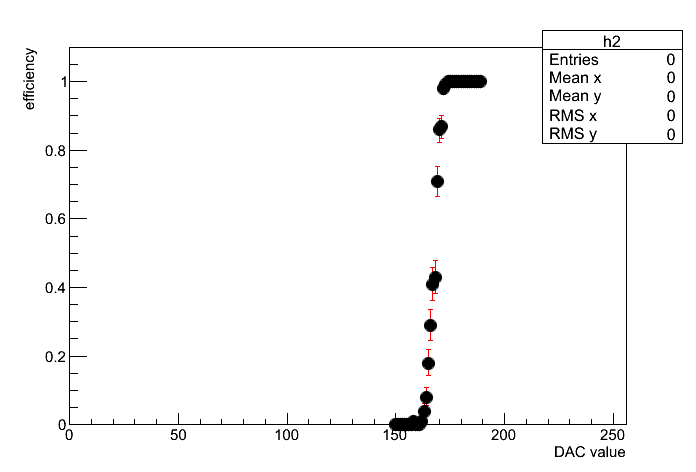 h2
Entries 0
Mean x 0
Mean y 0
RMS x 0
RMS y 0
efficiency
1
0.8
0.6
0.4
0.2
0
0 50 100 150 200 250
DAC value